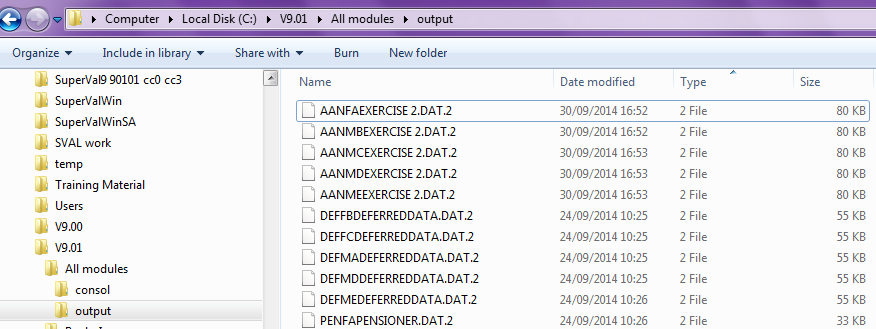 Computer Local Disk (C:) V9.01 All modules output
Organize Include in library Share with Burn New folder
SuperVal9 90101 cc0 cc3
SuperValWin
SuperValWinSA
SVAL work
temp
Training Material
Users
V9.00
V9.01
All modules
consol
output
Name Date modified Type Size
AANFAEXERCISE 2.DAT.2 30/09/2014 16:52 2 File 80 KB
AANMBEXERCISE 2.DAT.2 30/09/2014 16:52 2 File 80 KB
AANMCEXERCISE 2.DAT.2 30/09/2014 16:53 2 File 80 KB
AANMDEXERCISE 2.DAT.2 30/09/2014 16:53 2 File 80 KB
AANMEEXERCISE 2.DAT.2 30/09/2014 16:53 2 File 80 KB
DEFFBDEFERREDDATA.DAT.2 24/09/2014 10:25 2 File 55 KB
DEFFCDEFERREDDATA.DAT.2 24/09/2014 10:25 2 File 55 KB
DEFMADEFERREDDATA.DAT.2 24/09/2014 10:25 2 File 55 KB
DEFMDDEFERREDDATA.DAT.2 24/09/2014 10:25 2 File 55 KB
DEFMEDEFERREDDATA.DAT.2 24/09/2014 10:26 2 File 55 KB
PENFAPENSIONER.DAT.2 24/09/2014 10:26 2 File 33 KB